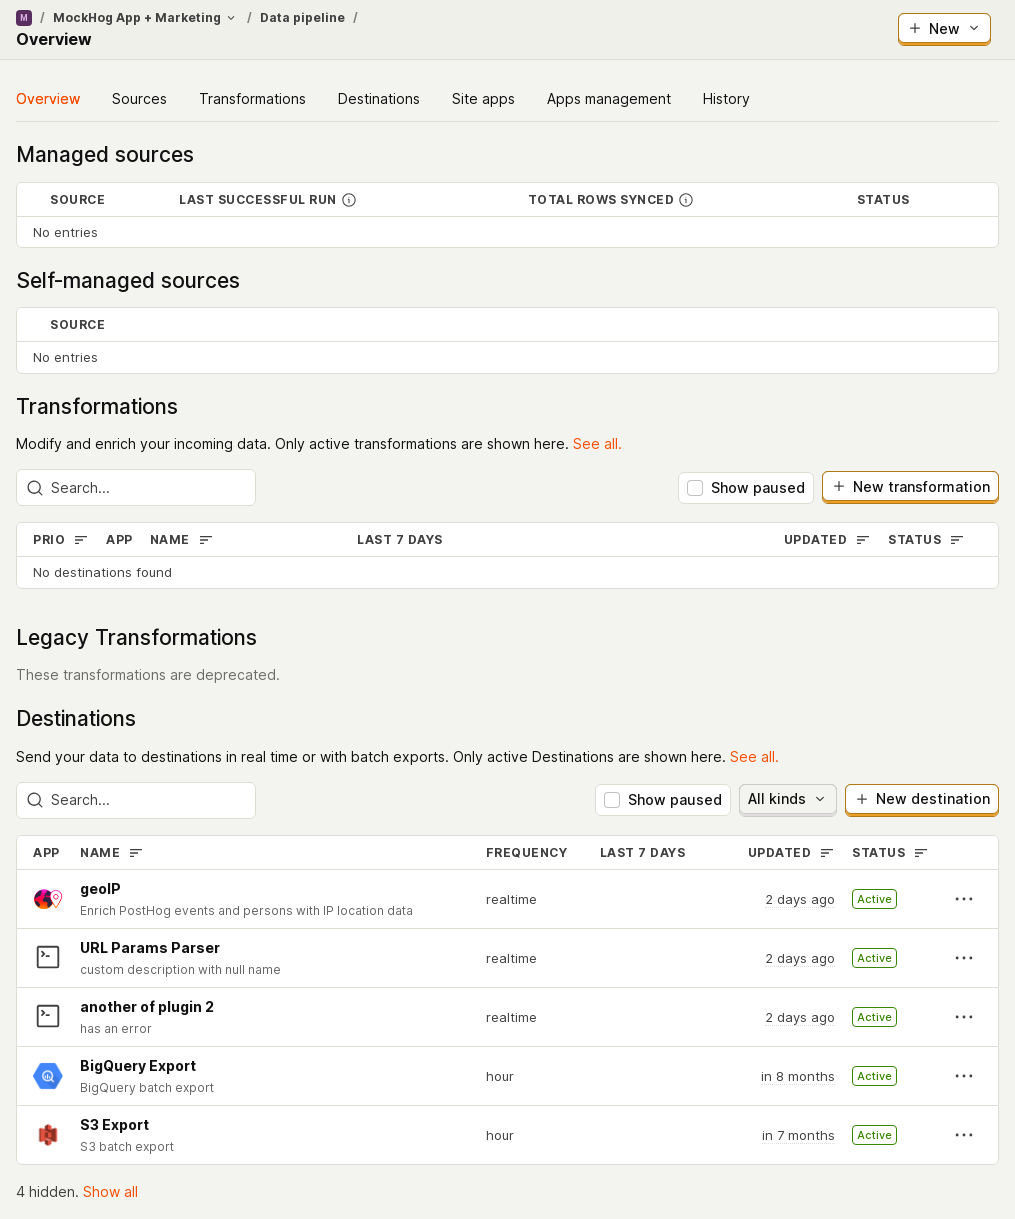 M / MockHog App + Marketing / Data pipeline /
Overview
New
Overview Sources Transformations Destinations Site apps Apps management History
Managed sources
SOURCE LAST SUCCESSFUL RUN TOTAL ROWS SYNCED STATUS
No entries
Self-managed sources
SOURCE
No entries
Transformations
Modify and enrich your incoming data. Only active transformations are shown here. See all.
Search... Show paused New transformation
PRIO APP NAME LAST 7 DAYS UPDATED STATUS
No destinations found
Legacy Transformations
These transformations are deprecated.
Destinations
Send your data to destinations in real time or with batch exports. Only active Destinations are shown here. See all.
Search... Show paused All kinds New destination
APP NAME FREQUENCY LAST 7 DAYS UPDATED STATUS
geoIP
Enrich PostHog events and persons with IP location data realtime 2 days ago Active
URL Params Parser
custom description with null name realtime 2 days ago Active
another of plugin 2
has an error realtime 2 days ago Active
BigQuery Export
BigQuery batch export hour in 8 months Active
S3 Export
S3 batch export hour in 7 months Active
4 hidden. Show all